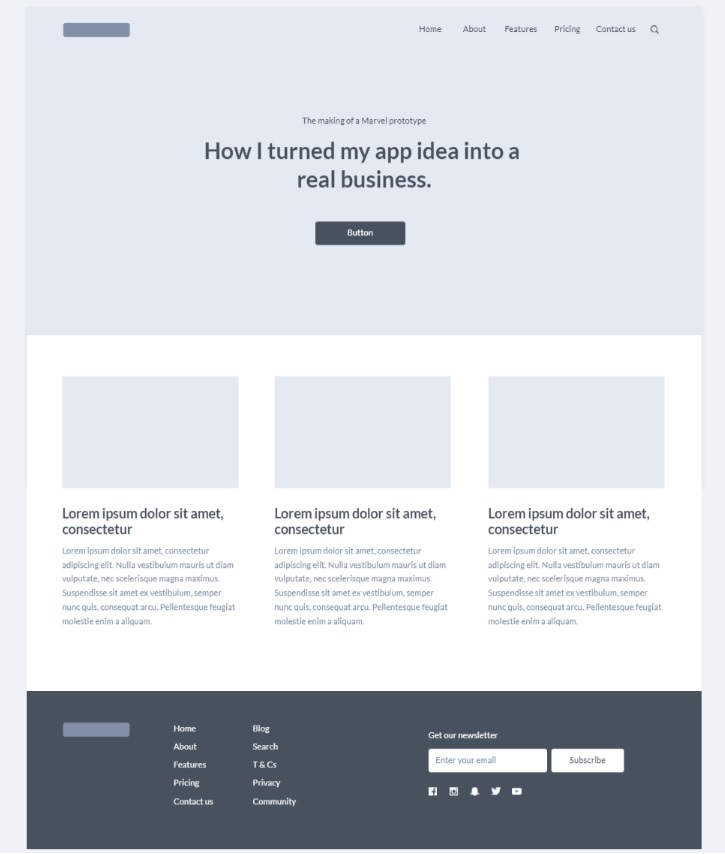 Home About Features Pricing Contact us
The making of a Marvel prototype
How I turned my app idea into a
real business.
Button
Lorem ipsum dolor sit amet,
consectetur
Lorem ipsum dolor sit amet, consectetur
adipiscing elit. Nulla vestibulum mauris ut diam
vulputate, nec scelerisque magna maximus.
Suspendisse sit amet ex vestibulum, semper
nunc quis, consequat arcu. Pellentesque feugiat
molestie enim a aliquam.
Lorem ipsum dolor sit amet,
consectetur
Lorem ipsum dolor sit amet, consectetur
adipiscing elit. Nulla vestibulum mauris ut diam
vulputate, nec scelerisque magna maximus.
Suspendisse sit amet ex vestibulum, semper
nunc quis, consequat arcu. Pellentesque feugiat
molestie enim a aliquam.
Lorem ipsum dolor sit amet,
consectetur
Lorem ipsum dolor sit amet, consectetur
adipiscing elit. Nulla vestibulum mauris ut diam
vulputate, nec scelerisque magna maximus.
Suspendisse sit amet ex vestibulum, semper
nunc quis, consequat arcu. Pellentesque feugiat
molestie enim a aliquam.
Home
About
Features
Pricing
Contact us
Blog
Search
T & Cs
Privacy
Community
Get our newsletter
Enter your email
Subscribe